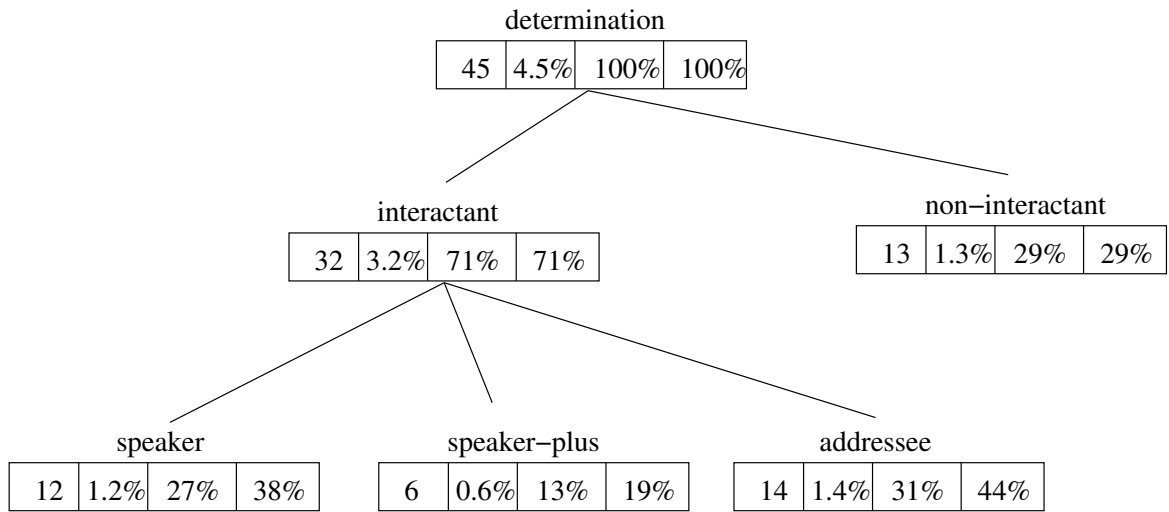 determination
45 4.5% 100% 100%
interactant
32 3.2% 71% 71%
non−interactant
13 1.3% 29% 29%
speaker
12 1.2% 27% 38%
speaker−plus
6 0.6% 13% 19%
addressee
14 1.4% 31% 44%